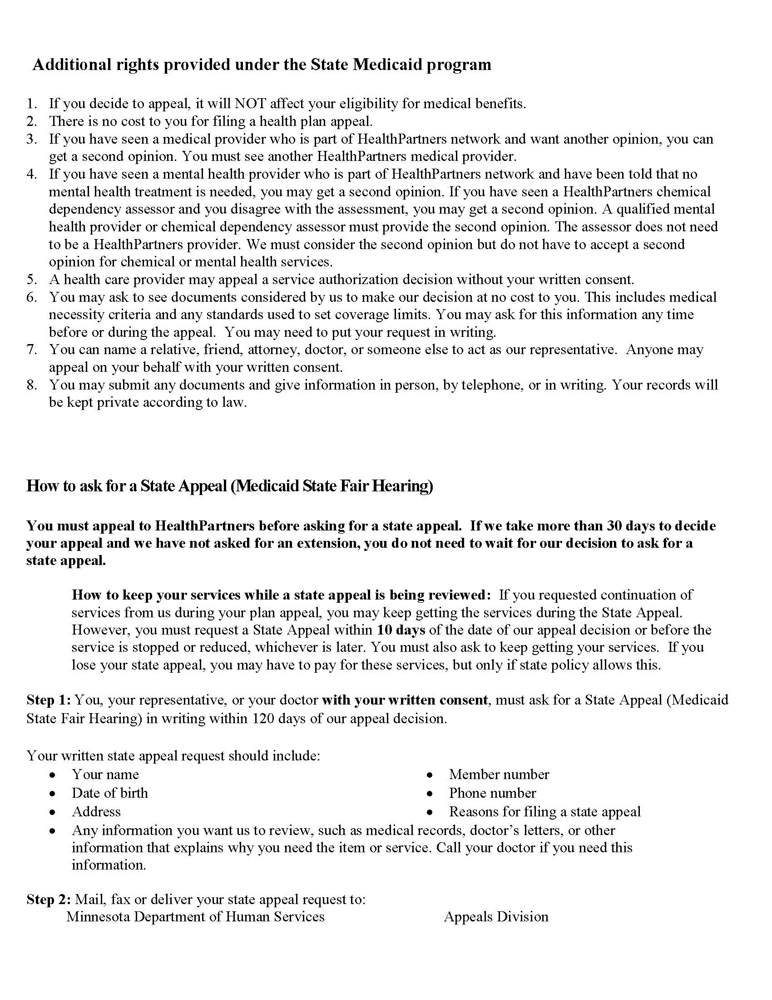 Additional rights provided under the State Medicaid program
1. If you decide to appeal, it will NOT affect your eligibility for medical benefits.
2. There is no cost to you for filing a health plan appeal.
3. If you have seen a medical provider who is part of HealthPartners network and want another opinion, you can
get a second opinion. You must see another HealthPartners medical provider.
4. If you have seen a mental health provider who is part of HealthPartners network and have been told that no
mental health treatment is needed, you may get a second opinion. If you have seen a HealthPartners chemical
dependency assessor and you disagree with the assessment, you may get a second opinion. A qualified mental
health provider or chemical dependency assessor must provide the second opinion. The assessor does not need
to be a HealthPartners provider. We must consider the second opinion but do not have to accept a second
opinion for chemical or mental health services.
5. A health care provider may appeal a service authorization decision without your written consent.
6. You may ask to see documents considered by us to make our decision at no cost to you. This includes medical
necessity criteria and any standards used to set coverage limits. You may ask for this information any time
before or during the appeal.  You may need to put your request in writing.
7. You can name a relative, friend, attorney, doctor, or someone else to act as our representative.  Anyone may
appeal on your behalf with your written consent.
8. You may submit any documents and give information in person, by telephone, or in writing. Your records will
be kept private according to law.
How to ask for a State Appeal (Medicaid State Fair Hearing)
You must appeal to HealthPartners before asking for a state appeal.  If we take more than 30 days to decide
your appeal and we have not asked for an extension, you do not need to wait for our decision to ask for a
state appeal.
How to keep your services while a state appeal is being reviewed:  If you requested continuation of
services from us during your plan appeal, you may keep getting the services during the State Appeal.
However, you must request a State Appeal within 10 days of the date of our appeal decision or before the
service is stopped or reduced, whichever is later. You must also ask to keep getting your services.  If you
lose your state appeal, you may have to pay for these services, but only if state policy allows this.
Step 1: You, your representative, or your doctor with your written consent, must ask for a State Appeal (Medicaid
State Fair Hearing) in writing within 120 days of our appeal decision.
Your written state appeal request should include:
• Your name
• Member number
• Date of birth
• Phone number
• Address
• Reasons for filing a state appeal
• Any information you want us to review, such as medical records, doctor’s letters, or other
information that explains why you need the item or service. Call your doctor if you need this
information.
Step 2: Mail, fax or deliver your state appeal request to:
Minnesota Department of Human Services
Appeals Division